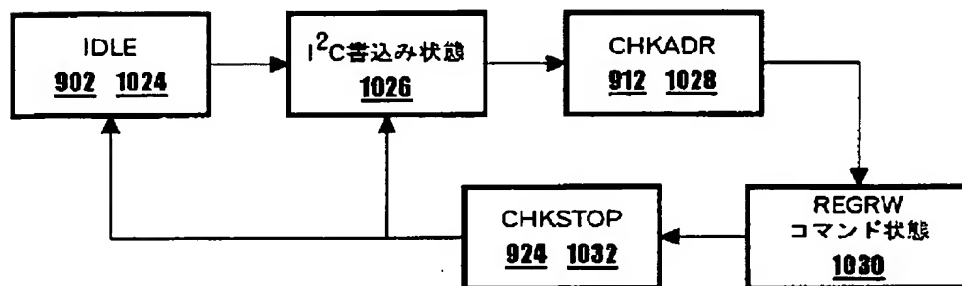 IDLE
902 1024
I²C書込み状態
1026
CHKADR
912 1028
CHKSTOP
924 1032
REGRW
コマンド状態
1030